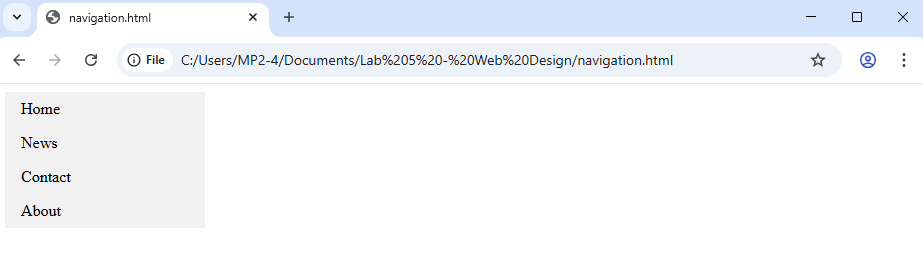 navigation.html
File C:/Users/MP2-4/Documents/Lab%205%20-%20Web%20Design/navigation.html
Home
News
Contact
About